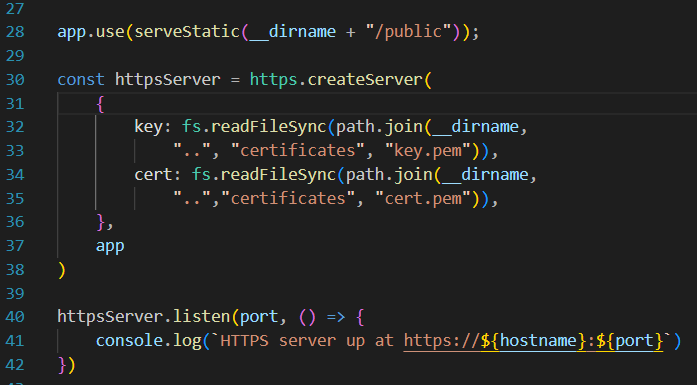 27
28 app.use(serveStatic(__dirname + "/public"));
29
30 const httpsServer = https.createServer(
31 {
32 key: fs.readFileSync(path.join(__dirname,
33 "..", "certificates", "key.pem")),
34 cert: fs.readFileSync(path.join(__dirname,
35 "..","certificates", "cert.pem")),
36 },
37 app
38 )
39
40 httpsServer.listen(port, () => {
41 console.log(`HTTPS server up at https://${hostname}:${port}`)
42 })